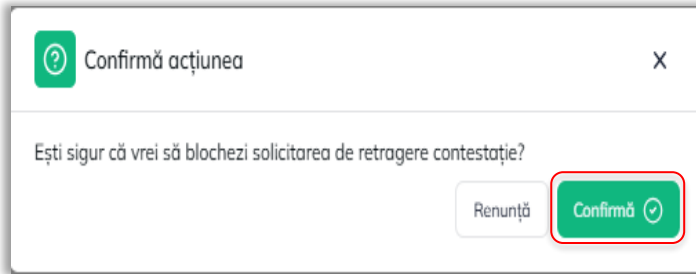 Confirmă acțiunea
Ești sigur că vrei să blochezi solicitarea de retragere contestație?
Renunță
Confirmă